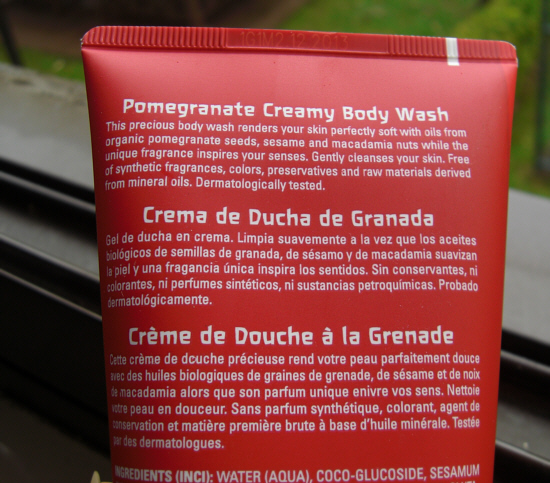 Pomegranate Creamy Body Wash
This precious body wash renders your skin perfectly soft with oils from
organic pomegranate seeds, sesame and macadamia nuts while the
unique fragrance inspires your senses. Gently cleanses your skin. Free
of synthetic fragrances, colors, preservatives and raw materials derived
from mineral oils. Dermatologically tested.
Crema de Ducha de Granada
Gel de ducha en crema. Limpia suavemente a la vez que los aceites
biológicos de semillas de granada, de sésamo y de macadamia suavizan
la piel y una fragancia única inspira los sentidos. Sin conservantes, ni
colorantes, ni perfumes sintéticos, ni sustancias petroquímicas. Probado
dermatológicamente.
Crème de Douche à la Grenade
Cette crème de douche précieuse rend votre peau parfaitement douce
avec des huiles biologiques de graines de grenade, de sésame et de noix
de macadamia alors que son parfum unique enivre vos sens. Nettoie
votre peau en douceur. Sans parfum synthétique, colorant, agent de
conservation et matière première brute à base d'huile minérale. Testée
par des dermatologues.
INGREDIENTS (INCI): WATER (AQUA), COCO-GLUCOSIDE, SESAMUM